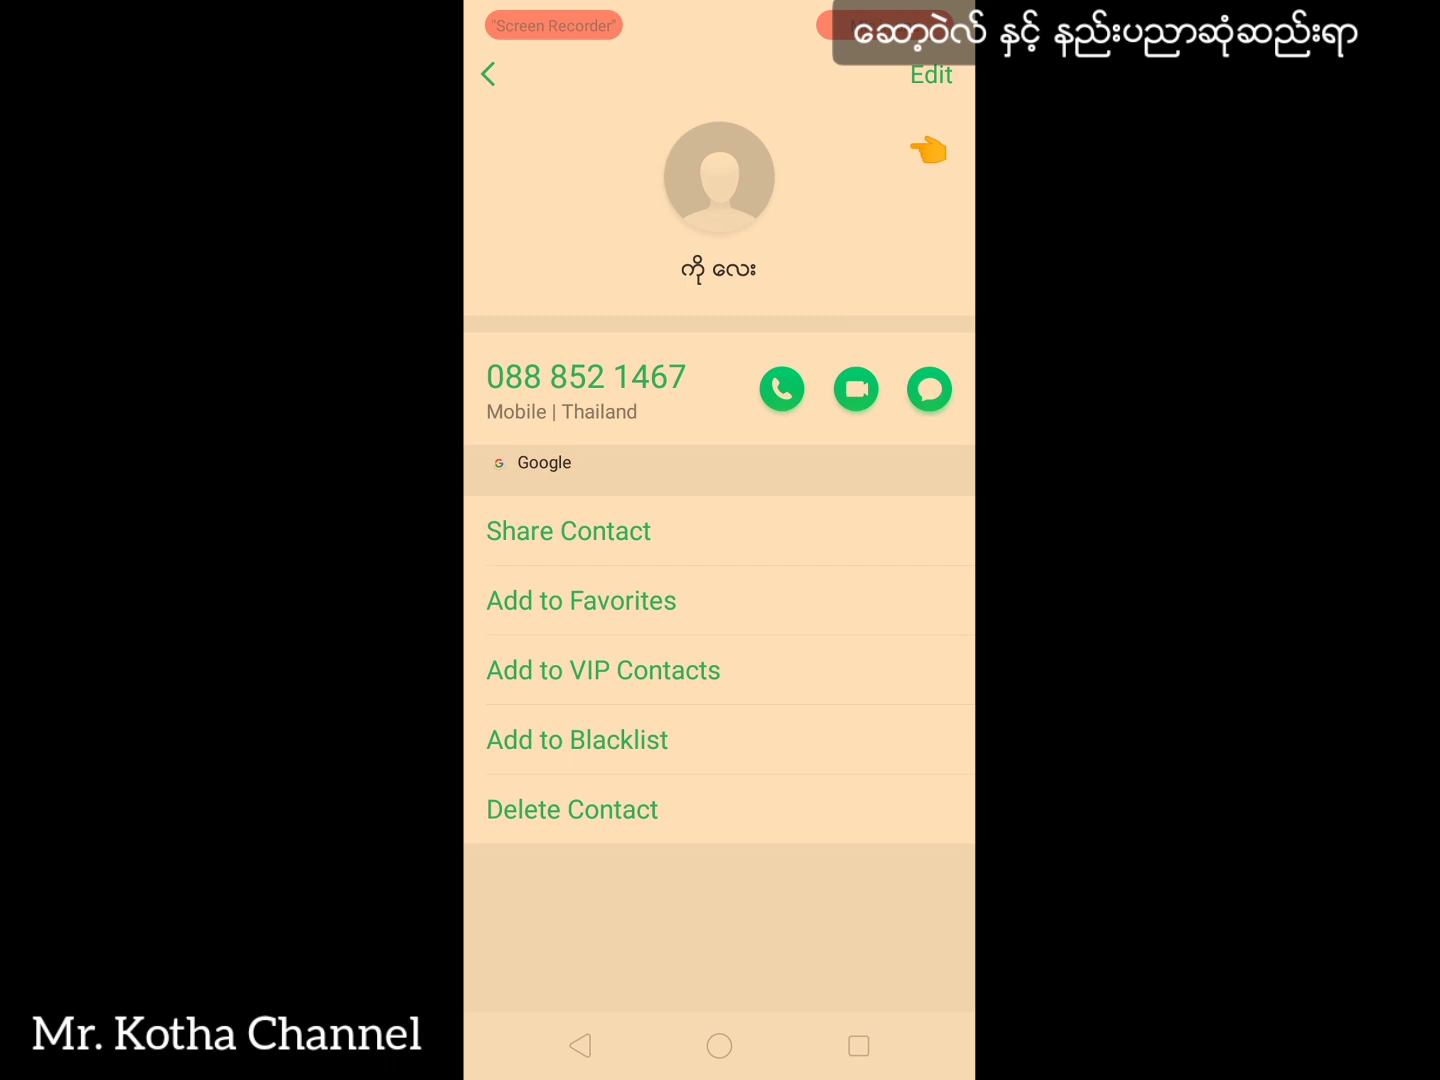 "Screen Recorder"
ဆော့ဝဲလ် နှင့် နည်းပညာဆုံဆည်းရာ
Edit
ကို လေး
088 852 1467
Mobile | Thailand
Google
Share Contact
Add to Favorites
Add to VIP Contacts
Add to Blacklist
Delete Contact
Mr. Kotha Channel